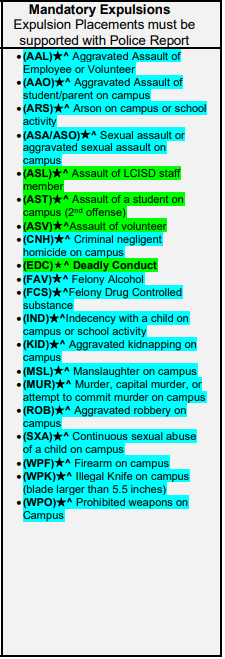 Mandatory Expulsions
Expulsion Placements must be
supported with Police Report
• (AAL)★^ Aggravated Assault of
Employee or Volunteer
• (AAO)★^ Aggravated Assault of
student/parent on campus
• (ARS)★^ Arson on campus or school
activity
• (ASA/ASO)★^ Sexual assault or
aggravated sexual assault on
campus
• (ASL)★^ Assault of LCISD staff
member
• (AST)★^ Assault of a student on
campus (2nd offense)
• (ASV)★^Assault of volunteer
• (CNH)★^ Criminal negligent
homicide on campus
• (EDC)★^ Deadly Conduct
• (FAV)★^ Felony Alcohol
• (FCS)★^Felony Drug Controlled
substance
• (IND)★^Indecency with a child on
campus or school activity
• (KID)★^ Aggravated kidnapping on
campus
• (MSL)★^ Manslaughter on campus
• (MUR)★^ Murder, capital murder, or
attempt to commit murder on campus
• (ROB)★^ Aggravated robbery on
campus
• (SXA)★^ Continuous sexual abuse
of a child on campus
• (WPF)★^ Firearm on campus
• (WPK)★^ Illegal Knife on campus
(blade larger than 5.5 inches)
• (WPO)★^ Prohibited weapons on
Campus